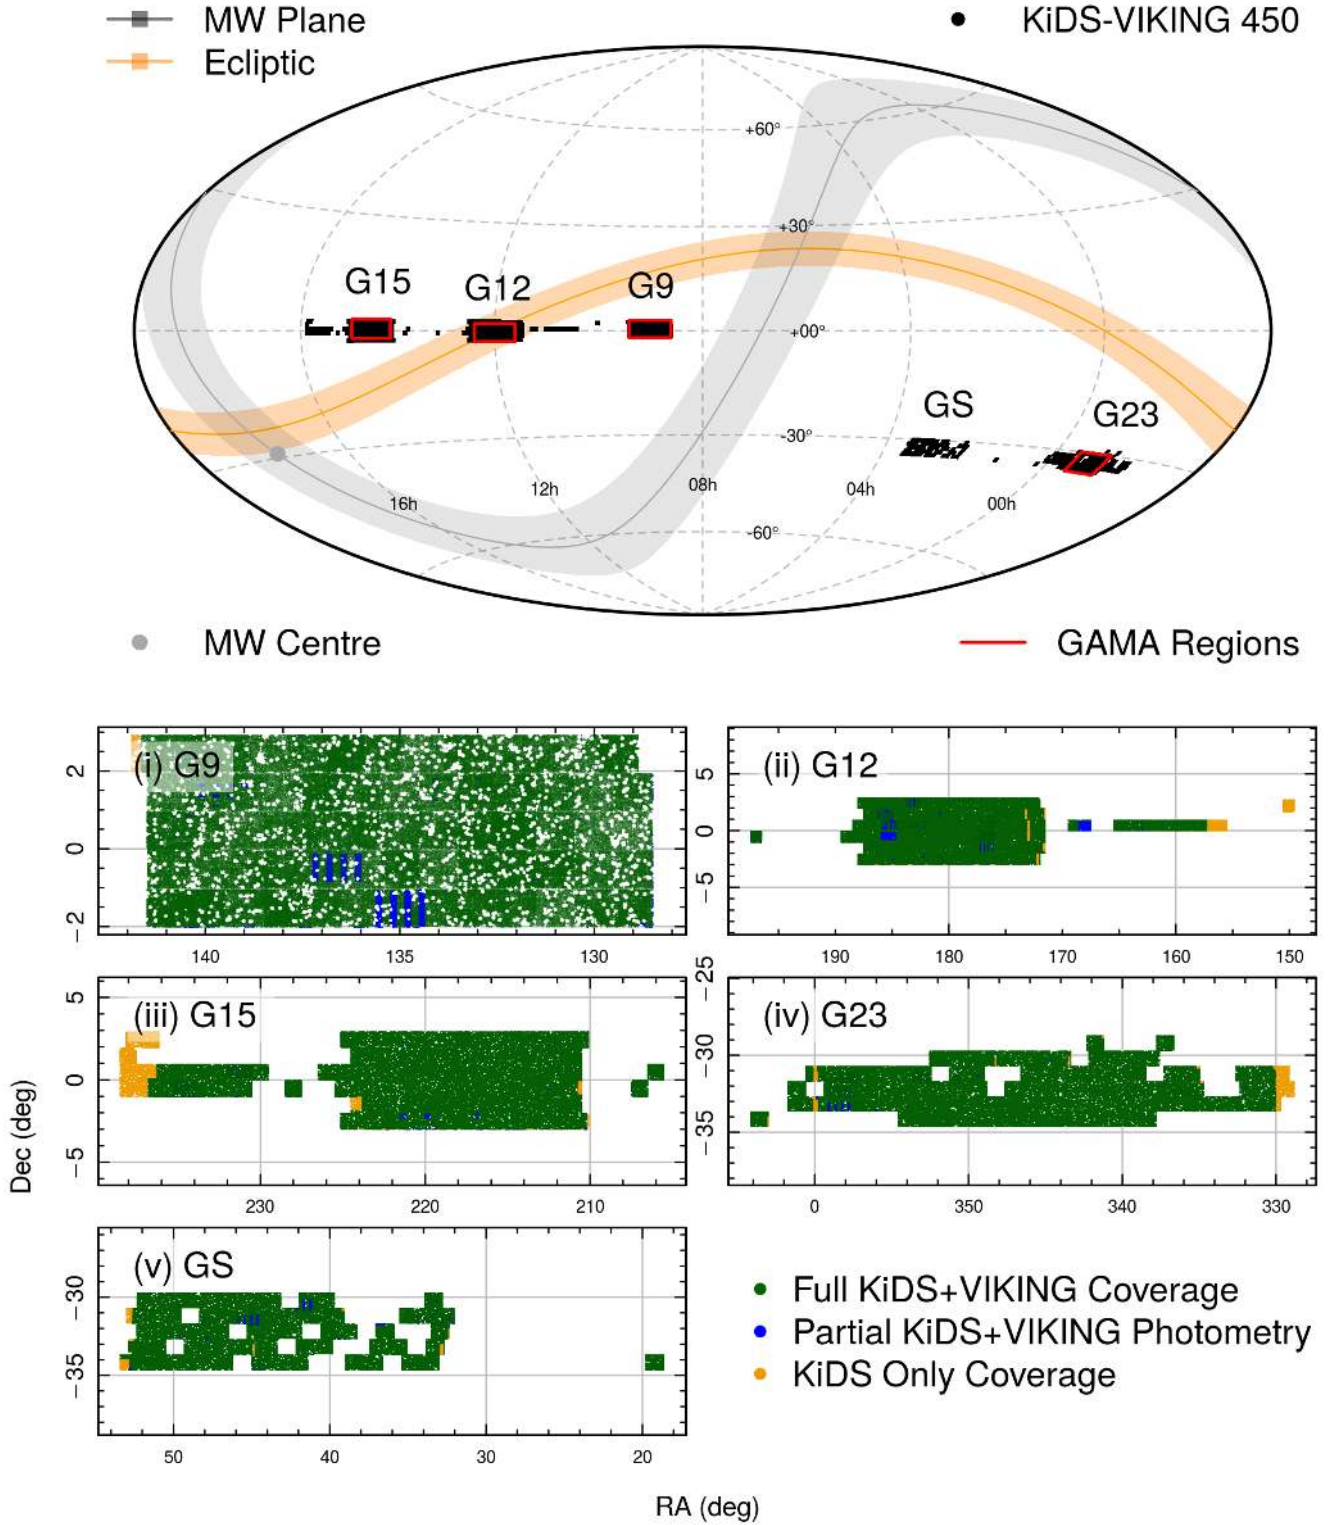 MW Plane
Ecliptic
KiDS-VIKING 450
+60°
+30°
G15
G12
G9
+00°
GS
G23
-30°
16h
12h
08h
04h
00h
-60°
MW Centre
GAMA Regions
(i) G9
2
0
−2
140
135
130
(ii) G12
5
0
−5
190
180
170
160
150
(iii) G15
5
0
−5
230
220
210
(iv) G23
−25
−30
−35
0
350
340
330
(v) GS
−30
−35
50
40
30
20
Full KiDS+VIKING Coverage
Partial KiDS+VIKING Photometry
KiDS Only Coverage
Dec (deg)
RA (deg)